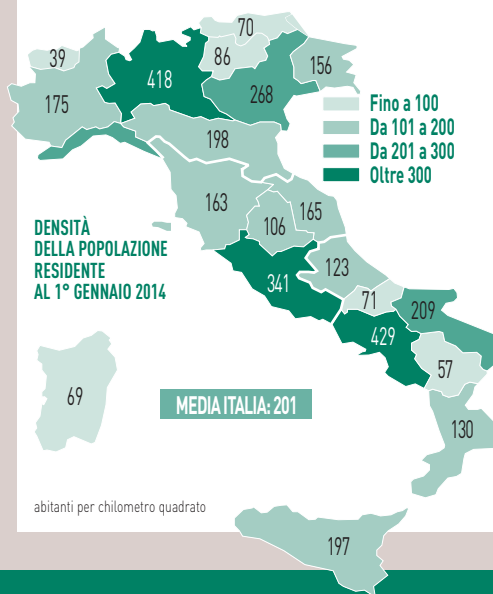 70
39
86
156
418
175
268
Fino a 100
Da 101 a 200
198
Da 201 a 300
Oltre 300
163
165
106
DENSITÀ
DELLA POPOLAZIONE
RESIDENTE
AL 1° GENNAIO 2014
123
341
71
209
429
57
69
MEDIA ITALIA: 201
130
abitanti per chilometro quadrato
197